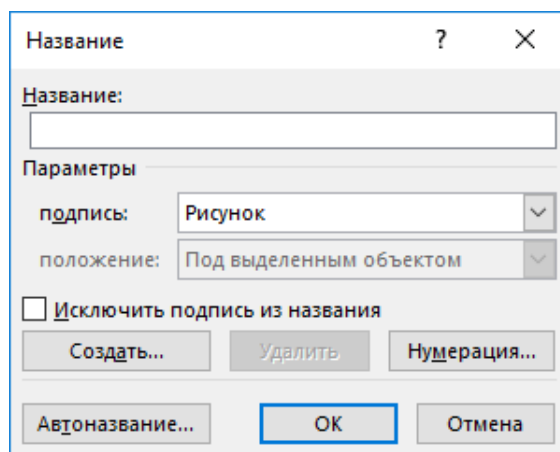 Название ?
Название:
Параметры
подпись: Рисунок
положение: Под выделенным объектом
Исключить подпись из названия
Создать... Удалить Нумерация...
Автоназвание... ОК Отмена